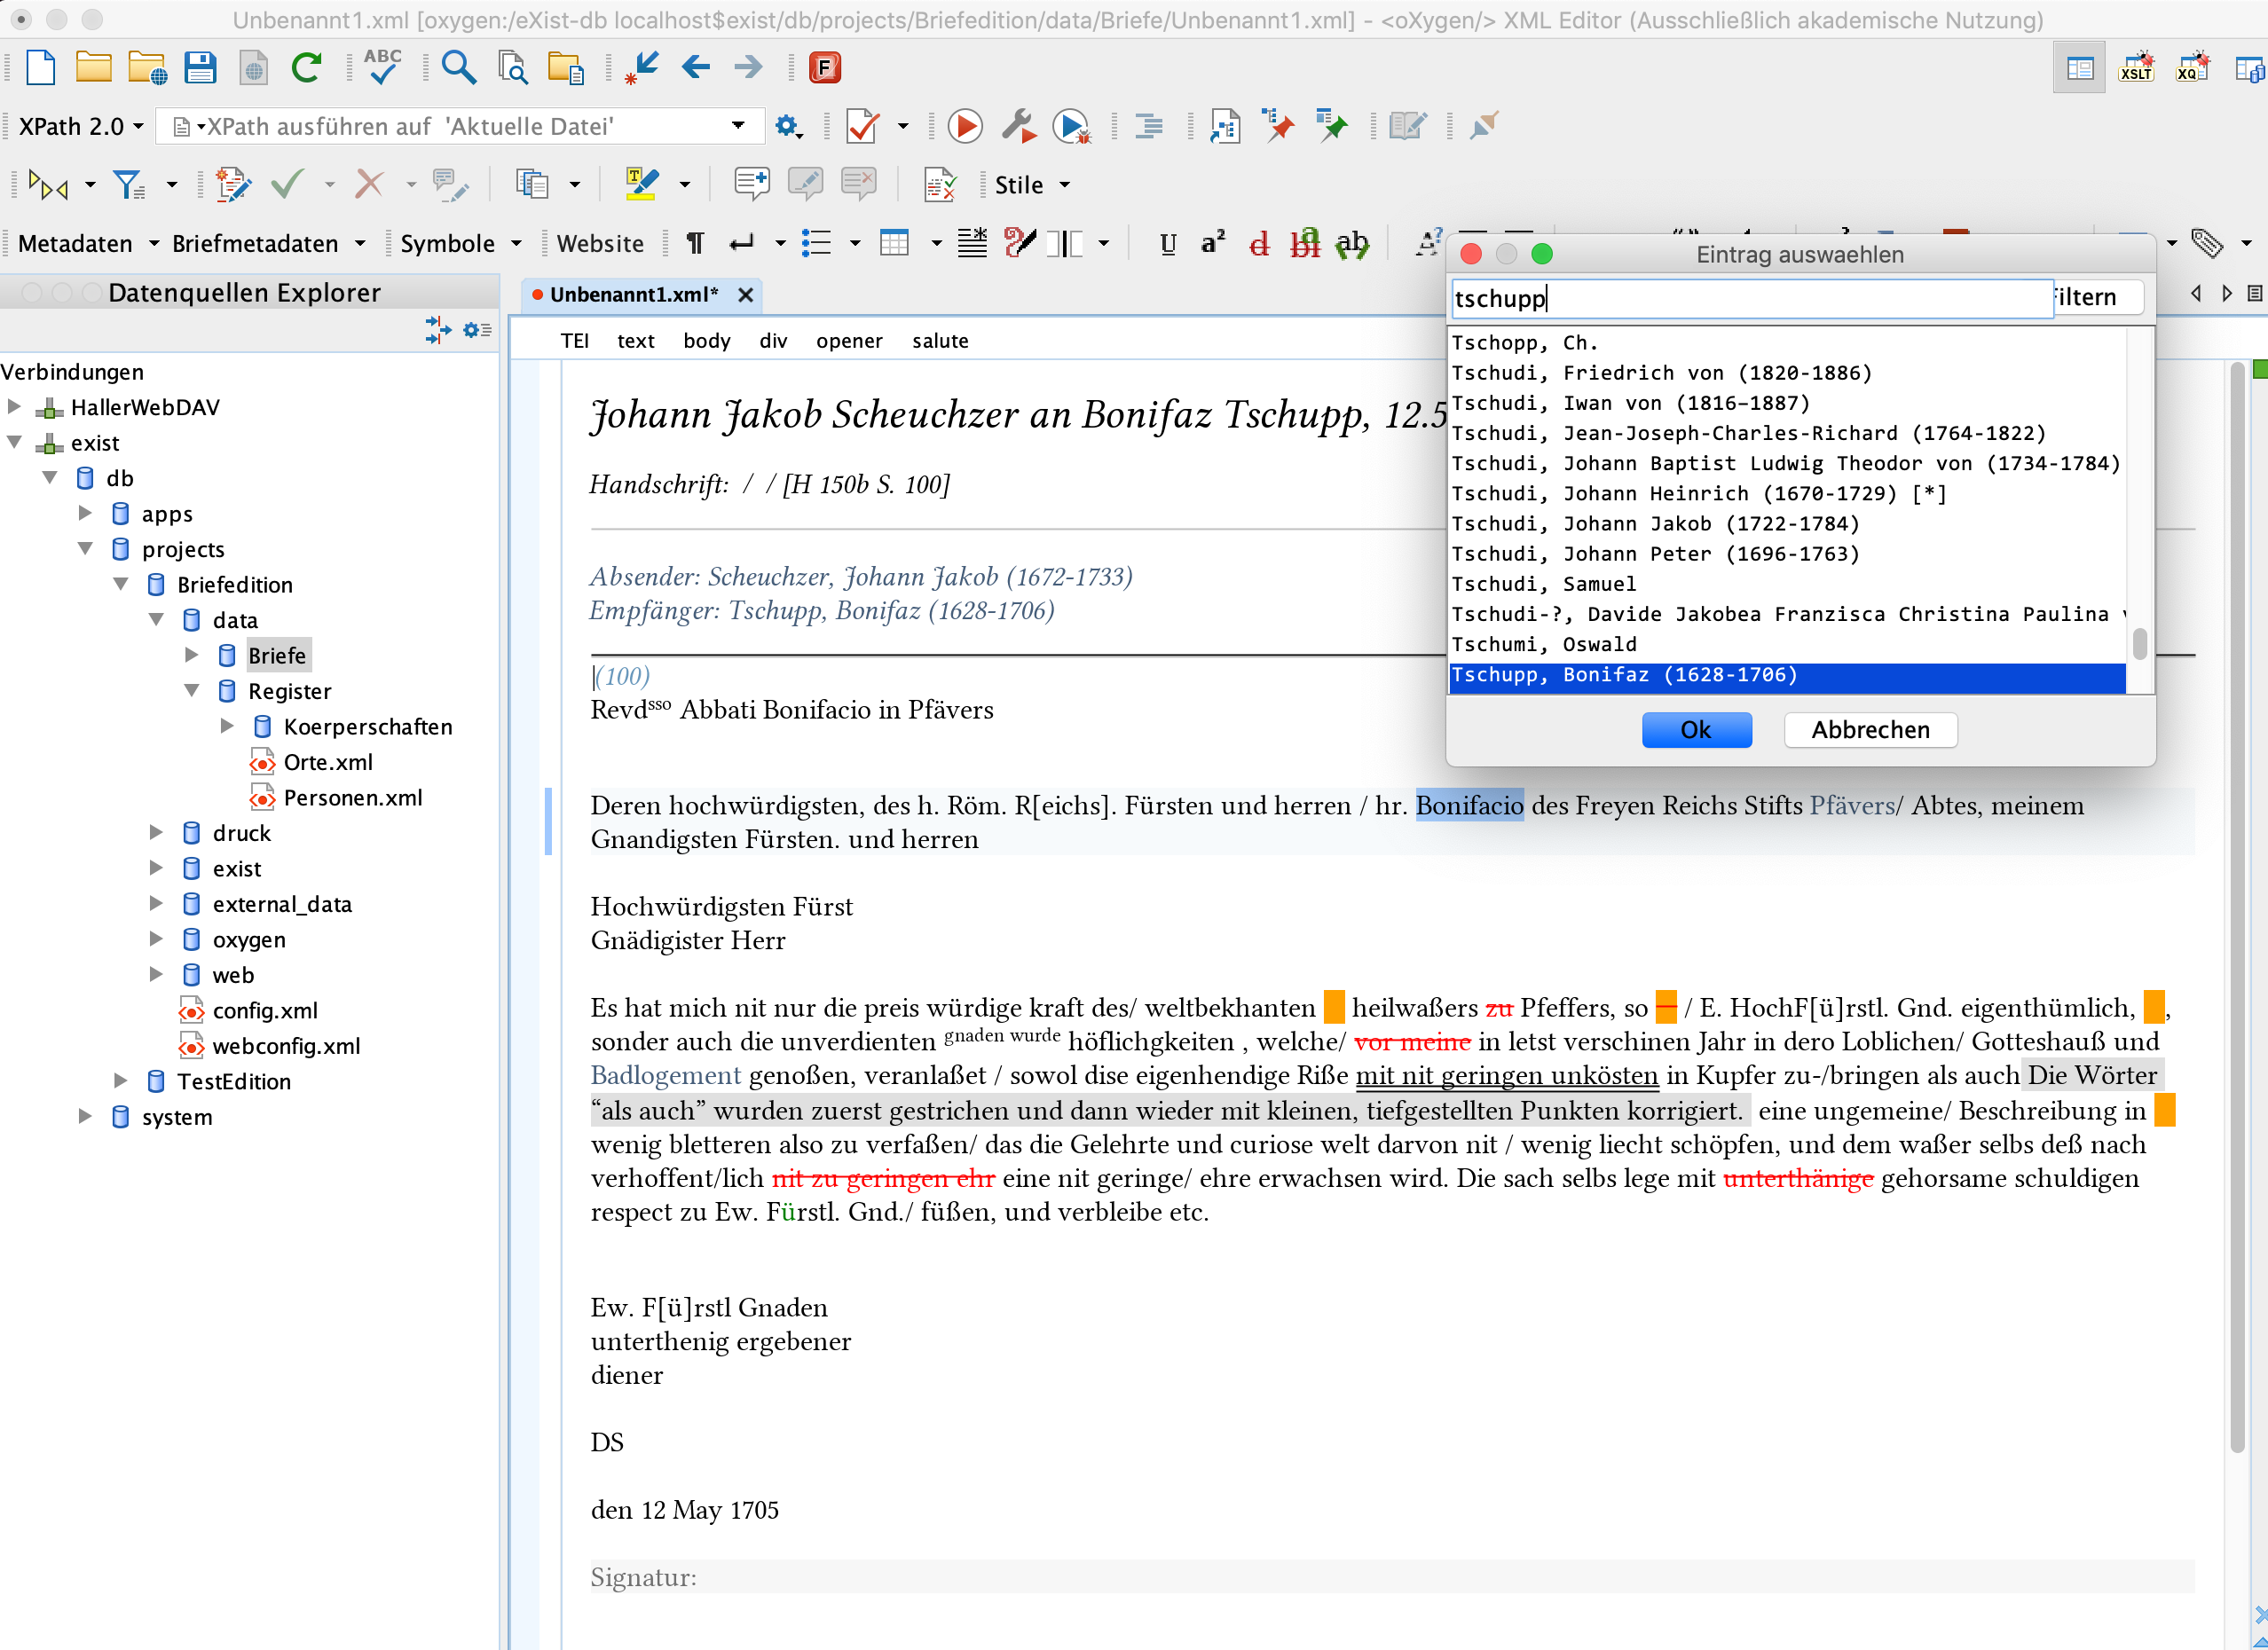 Unbenannt1.xml [oxygen:/eXist-db localhost$exist/db/projects/Briefedition/data/Briefe/Unbenannt1.xml] - <oXygen/> XML Editor (Ausschließlich akademische Nutzung)
ABC
F
XSLT
XQ
XPath 2.0
XPath ausführen auf 'Aktuelle Datei'
T
Stile
Metadaten
Briefmetadaten
Symbole
Website
¶
U
a²
d
ab
Datenquellen Explorer
Verbindungen
HallerWebDAV
exist
db
apps
projects
Briefedition
data
Briefe
Register
Koerperschaften
Orte.xml
Personen.xml
druck
exist
external_data
oxygen
web
config.xml
webconfig.xml
TestEdition
system
Unbenannt1.xml*
TEI text body div opener salute
Johann Jakob Scheuchzer an Bonifaz Tschupp, 12.5
Handschrift: / / [H 150b S. 100]
Absender: Scheuchzer, Johann Jakob (1672-1733)
Empfänger: Tschupp, Bonifaz (1628-1706)
|(100)
Revdsso Abbati Bonifacio in Pfävers
Deren hochwürdigsten, des h. Röm. R[eichs]. Fürsten und herren / hr. Bonifacio des Freyen Reichs Stifts Pfävers/ Abtes, meinem
Gnandigsten Fürsten. und herren
Hochwürdigsten Fürst
Gnädigister Herr
Es hat mich nit nur die preis würdige kraft des/ weltbekhanten heilwaßers zu Pfeffers, so / E. HochF[ü]rstl. Gnd. eigenthümlich, ,
sonder auch die unverdienten gnaden wurde höflichgkeiten , welche/ vor meine in letst verschinen Jahr in dero Loblichen/ Gotteshauß und
Badlogement genoßen, veranlaßet / sowol dise eigenhendige Riße mit nit geringen unkösten in Kupfer zu-/bringen als auch Die Wörter
“als auch” wurden zuerst gestrichen und dann wieder mit kleinen, tiefgestellten Punkten korrigiert. eine ungemeine/ Beschreibung in
wenig bletteren also zu verfaßen/ das die Gelehrte und curiose welt darvon nit / wenig liecht schöpfen, und dem waßer selbs deß nach
verhoffent/lich nit zu geringen ehr eine nit geringe/ ehre erwachsen wird. Die sach selbs lege mit unterthänige gehorsame schuldigen
respect zu Ew. Fürstl. Gnd./ füßen, und verbleibe etc.
Ew. F[ü]rstl Gnaden
unterthenig ergebener
diener
DS
den 12 May 1705
Signatur:
Eintrag auswaehlen
tschupp
iltern
Tschopp, Ch.
Tschudi, Friedrich von (1820-1886)
Tschudi, Iwan von (1816–1887)
Tschudi, Jean-Joseph-Charles-Richard (1764-1822)
Tschudi, Johann Baptist Ludwig Theodor von (1734-1784)
Tschudi, Johann Heinrich (1670-1729) [*]
Tschudi, Johann Jakob (1722-1784)
Tschudi, Johann Peter (1696-1763)
Tschudi, Samuel
Tschudi-?, Davide Jakobea Franzisca Christina Paulina
Tschumi, Oswald
Tschupp, Bonifaz (1628-1706)
Ok
Abbrechen